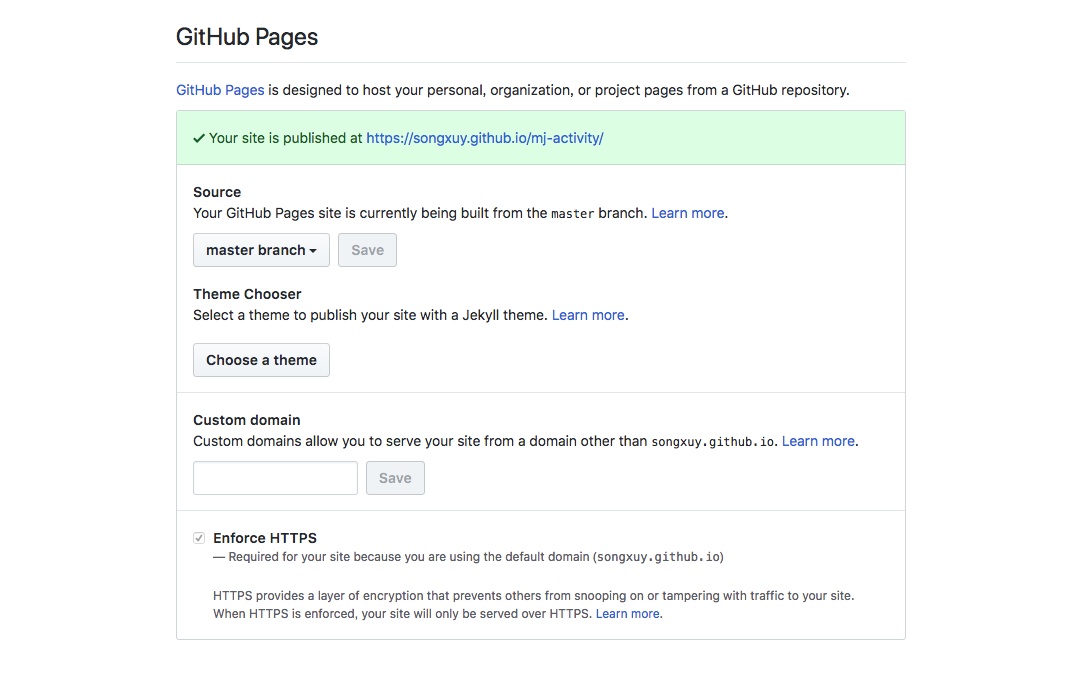 GitHub Pages
GitHub Pages is designed to host your personal, organization, or project pages from a GitHub repository.
✓ Your site is published at https://songxuy.github.io/mj-activity/
Source
Your GitHub Pages site is currently being built from the master branch. Learn more.
master branch Save
Theme Chooser
Select a theme to publish your site with a Jekyll theme. Learn more.
Choose a theme
Custom domain
Custom domains allow you to serve your site from a domain other than songxuy.github.io. Learn more.
Save
Enforce HTTPS
— Required for your site because you are using the default domain (songxuy.github.io)
HTTPS provides a layer of encryption that prevents others from snooping on or tampering with traffic to your site.
When HTTPS is enforced, your site will only be served over HTTPS. Learn more.